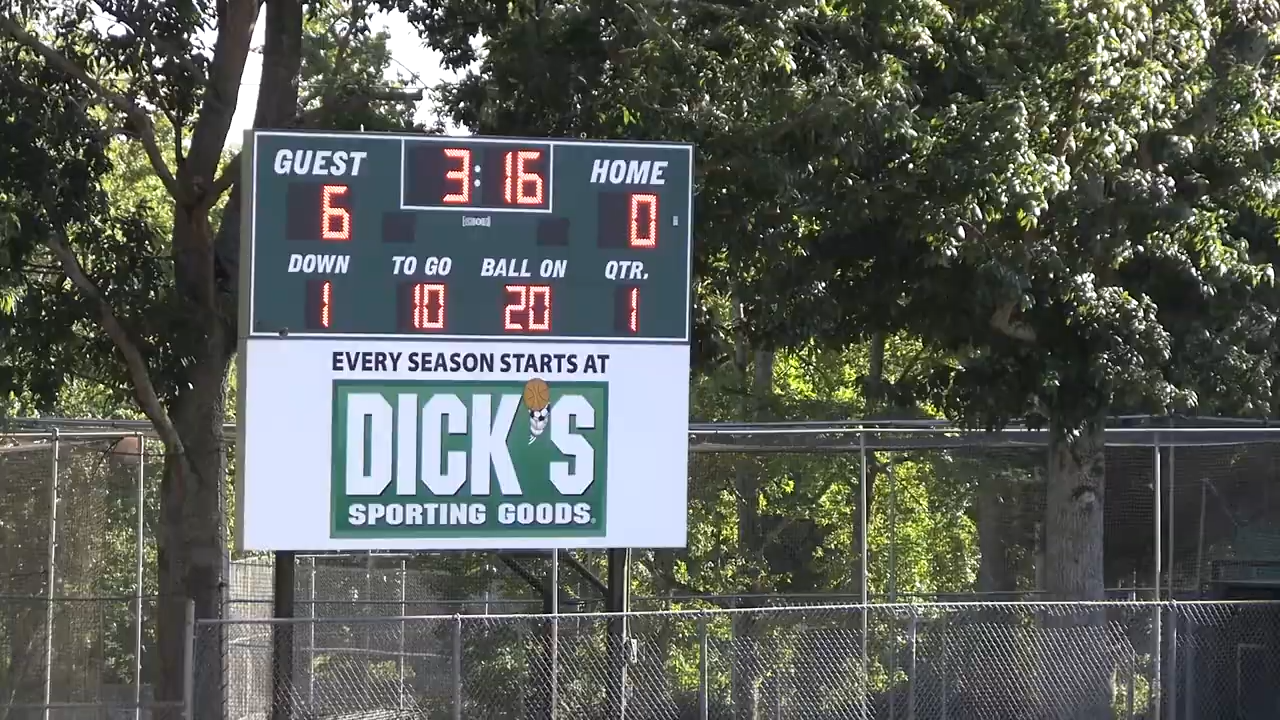 GUEST 3:16 HOME
6 0
DOWN TO GO BALL ON QTR.
1 10 20 1
EVERY SEASON STARTS AT
DICK'S
SPORTING GOODS